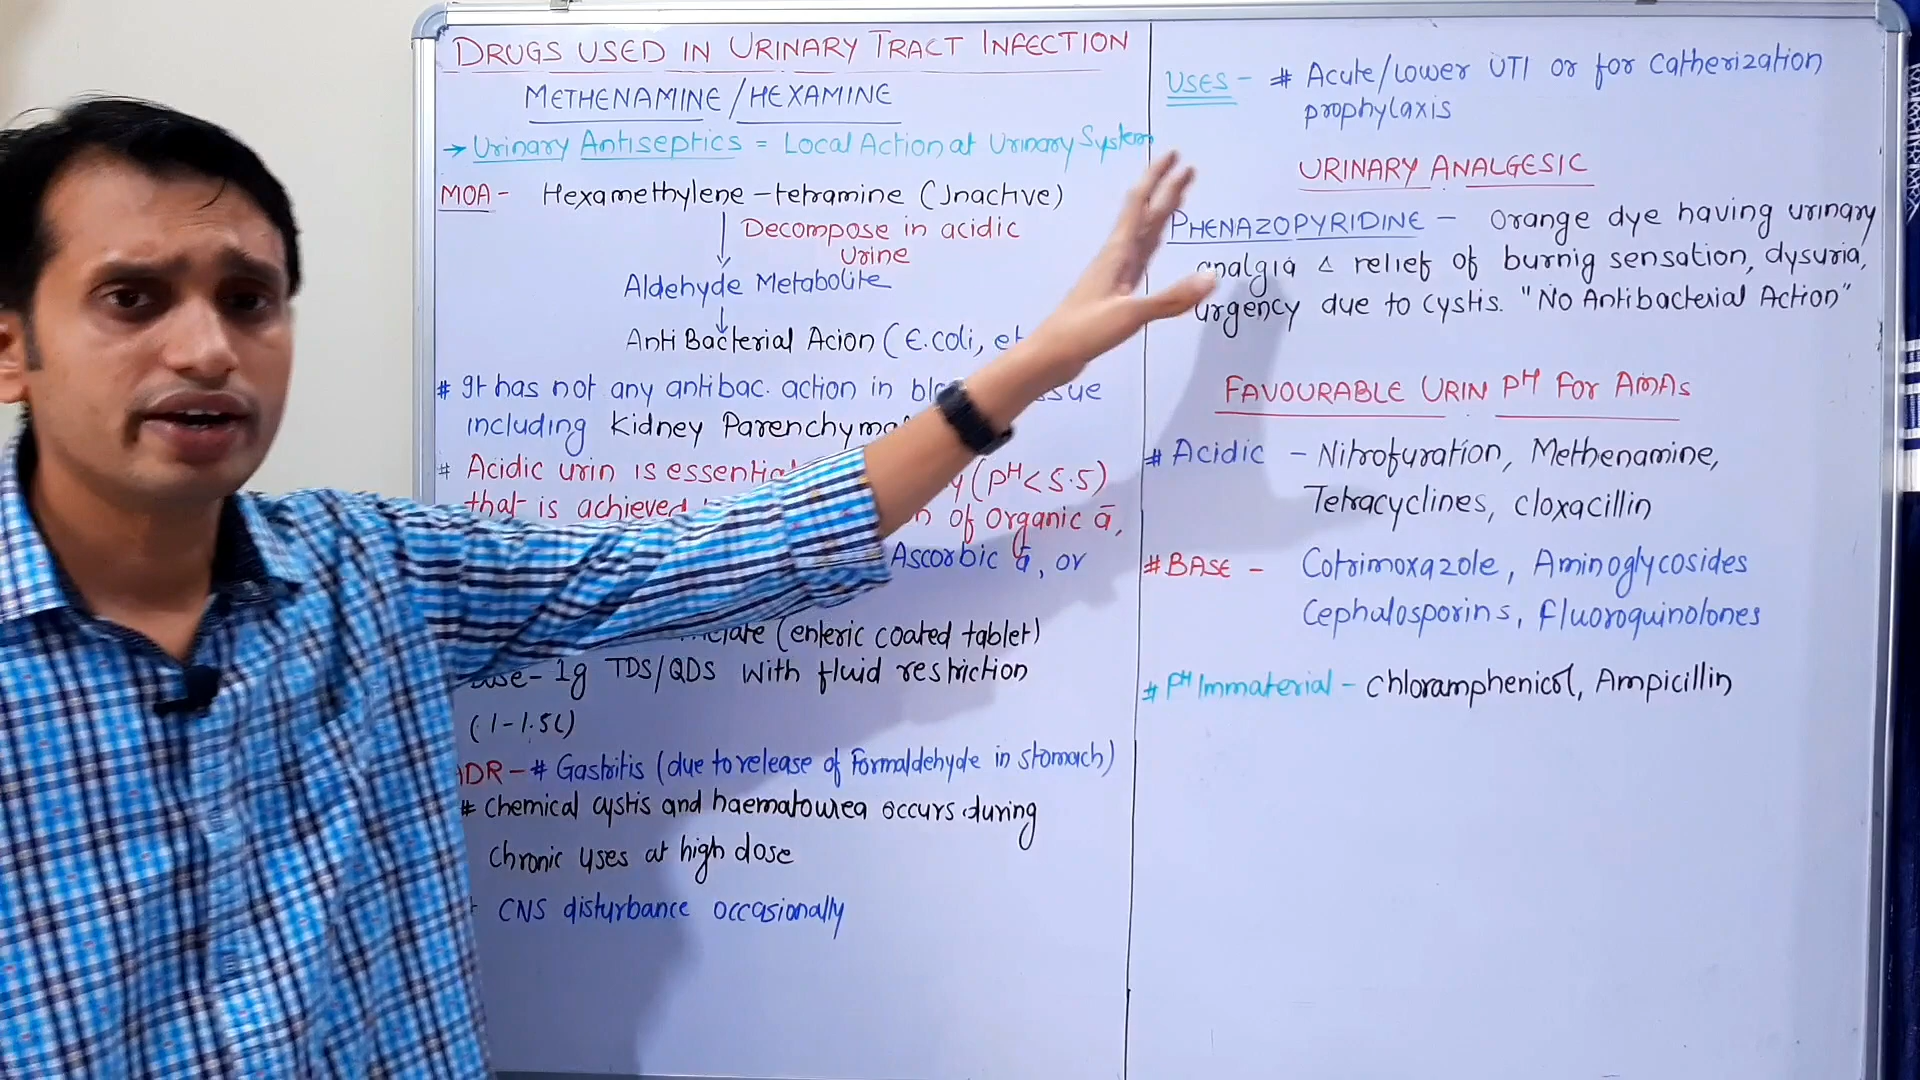 DRUGS USED IN URINARY TRACT INFECTION
METHENAMINE/HEXAMINE
→ Urinary Antiseptics = Local Action at Urinary System
MOA - Hexamethylene-tetramine (Inactive)
Decompose in acidic
Urine
Aldehyde Metabolite
Anti Bacterial Acion (E.coli,
# It has not any antibac. action in
including Kidney Parenchyma
# Acidic urin is (pH<5.5)
that is achieved of organic ā,
Ascorbic ā, or
(enteric coated tablet)
1g TDS/QDS with fluid restriction
(1-1.5L)
ADR - # Gastritis (due to release of Formaldehyde in stomach)
# Chemical cystis and haematourea occurs during
chronic uses at high dose
CNS disturbance occasionally
USES - # Acute/Lower UTI or for catherization
prophylaxis
URINARY ANALGESIC
PHENAZOPYRIDINE - Orange dye having urinary
analgia & relief of burnig sensation, dysuria,
urgency due to cystis. "No Antibacterial Action"
FAVOURABLE URIN PH FOR AMAs
# Acidic - Nitrofuration, Methenamine,
Tetracyclines, cloxacillin
# BASE - Cotrimoxazole, Aminoglycosides
Cephalosporins, fluoroquinolones
# PH Immaterial - chloramphenicol, Ampicillin